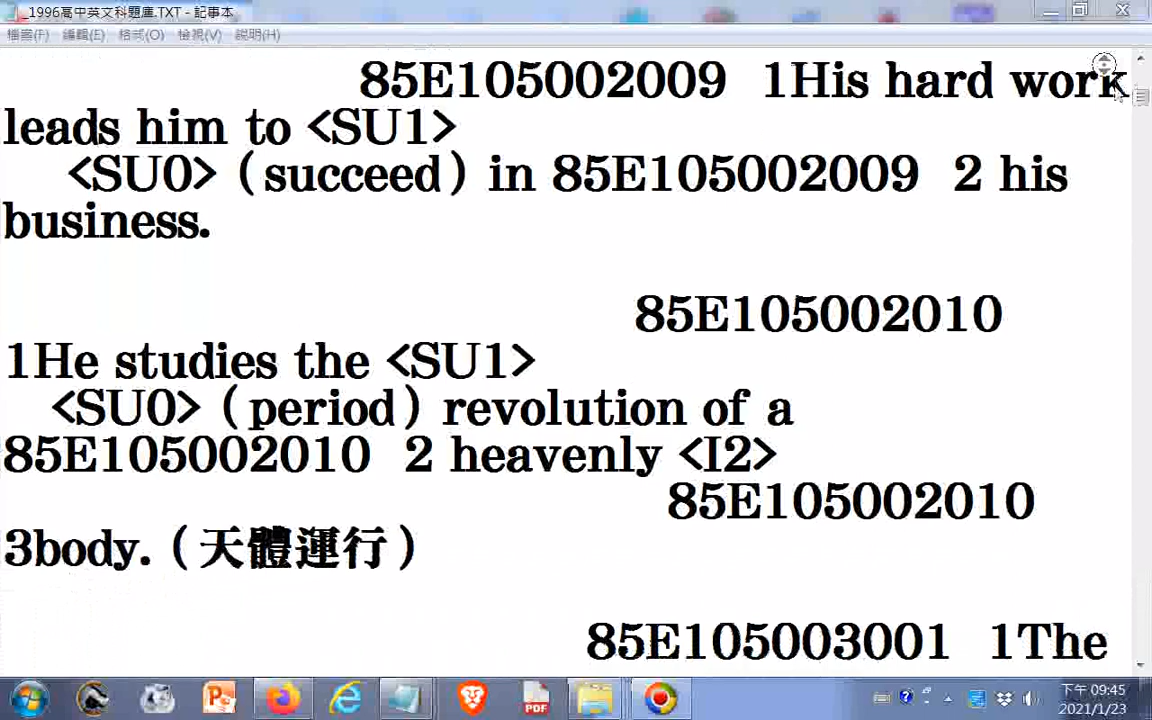 _1996高中英文科題庫.TXT - 記事本
檔案(F) 編輯(E) 格式(O) 檢視(V) 說明(H)
85E105002009 1His hard work
leads him to <SU1>
<SU0>（succeed）in 85E105002009 2 his
business.
85E105002010
1He studies the <SU1>
<SU0>（period）revolution of a
85E105002010 2 heavenly <I2>
85E105002010
3body.（天體運行）
85E105003001 1The
下午 09:45
2021/1/23